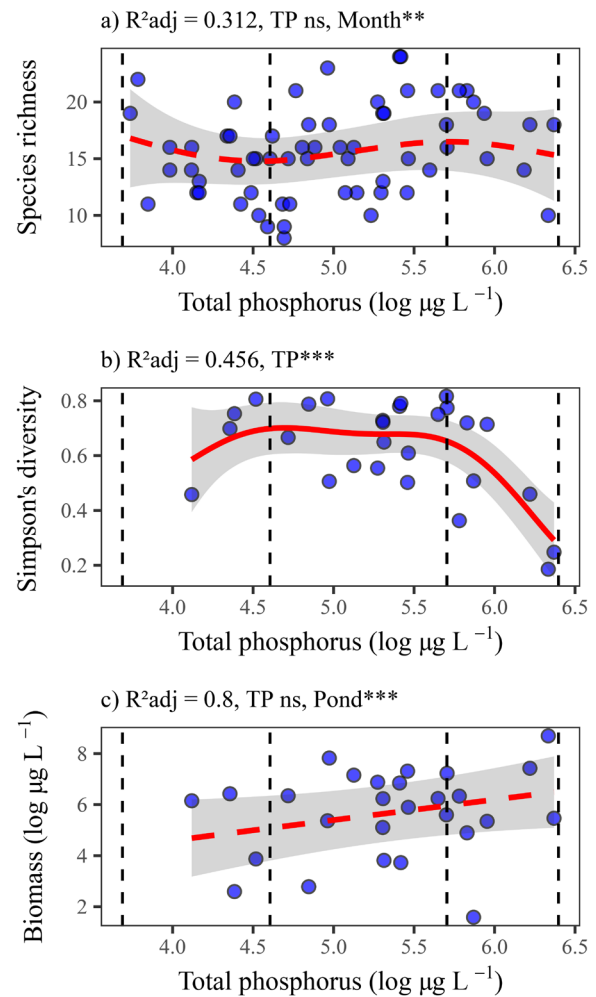 a) R²adj = 0.312, TP ns, Month**
Species richness
20
15
10
4.0 4.5 5.0 5.5 6.0 6.5
Total phosphorus (log μg L ⁻¹)
b) R²adj = 0.456, TP***
Simpson's diversity
0.8
0.6
0.4
0.2
4.0 4.5 5.0 5.5 6.0 6.5
Total phosphorus (log μg L ⁻¹)
c) R²adj = 0.8, TP ns, Pond***
Biomass (log μg L ⁻¹)
8
6
4
2
4.0 4.5 5.0 5.5 6.0 6.5
Total phosphorus (log μg L ⁻¹)